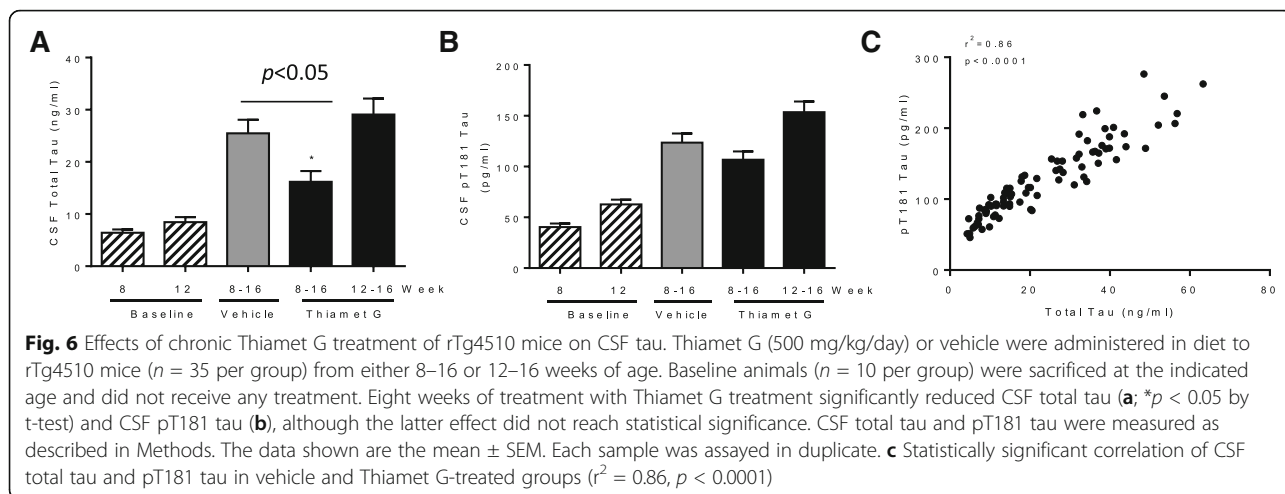 A
B
C
CSF Total Tau (ng/ml)
40
30
20
10
0
p<0.05
*
8 12 8-16 8-16 12-16 Week
Baseline Vehicle Thiamet G
CSF pT181 Tau
(pg/ml)
200
150
100
50
0
8 12 8-16 8-16 12-16 Week
Baseline Vehicle Thiamet G
r²=0.86
p<0.0001
pT181 Tau (pg/ml)
300
200
100
0
0 20 40 60 80
Total Tau (ng/ml)
Fig. 6 Effects of chronic Thiamet G treatment of rTg4510 mice on CSF tau. Thiamet G (500 mg/kg/day) or vehicle were administered in diet to
rTg4510 mice (n = 35 per group) from either 8–16 or 12–16 weeks of age. Baseline animals (n = 10 per group) were sacrificed at the indicated
age and did not receive any treatment. Eight weeks of treatment with Thiamet G treatment significantly reduced CSF total tau (a; *p < 0.05 by
t-test) and CSF pT181 tau (b), although the latter effect did not reach statistical significance. CSF total tau and pT181 tau were measured as
described in Methods. The data shown are the mean ± SEM. Each sample was assayed in duplicate. c Statistically significant correlation of CSF
total tau and pT181 tau in vehicle and Thiamet G-treated groups (r² = 0.86, p < 0.0001)